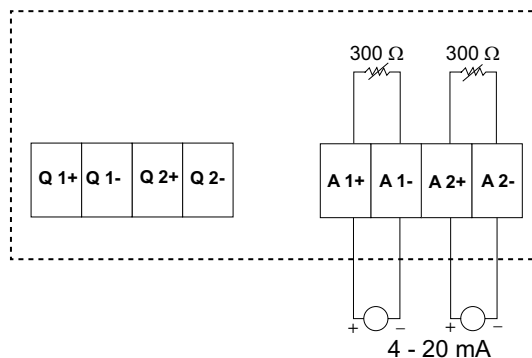 300 Ω 300 Ω
Q 1+ Q 1- Q 2+ Q 2- A 1+ A 1- A 2+ A 2-
+ − + −
4 - 20 mA